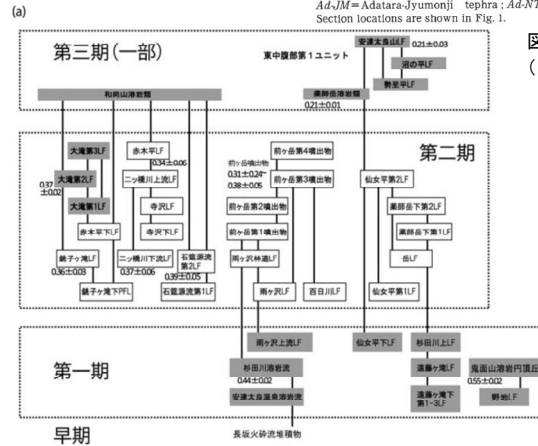 Ad-JM=Adatara-Jyumonji tephra; Ad-NT
Section locations are shown in Fig. 1.
(a)
図
(
第三期(一部)
東中腹部第1ユニット
安達太良山LF
0.21±0.03
沼の平LF
勢至平LF
和尚山溶岩類
薬師岳溶岩類
0.21±0.01
第二期
大滝第3LF
大滝第2LF
0.37
±0.02
大滝第1LF
赤木平LF
0.34±0.06
二ッ橋川上流LF
寺沢LF
赤木平下LF
寺沢下LF
銚子ヶ滝LF
0.36±0.03
二ッ橋川下流LF
0.37±0.06
石筵源流
第2LF
0.39±0.05
銚子ヶ滝下PFL
石筵源流第1LF
前ヶ岳噴出物
0.31±0.24~
0.38±0.05
前ヶ岳第4噴出物
前ヶ岳第3噴出物
前ヶ岳第2噴出物
前ヶ岳第1噴出物
雨ヶ沢林道LF
雨ヶ沢LF
百日川LF
仙女平第2LF
薬師岳下第2LF
薬師岳下第1LF
岳LF
仙女平第1LF
第一期
雨ヶ沢上流LF
仙女平下LF
杉田川上LF
杉田川溶岩流
0.44±0.02
遠藤ヶ滝LF
鬼面山溶岩円頂丘
0.55±0.02
安達太良温泉溶岩流
遠藤ヶ滝下
第1-3LF
野地LF
早期
長坂火砕流堆積物